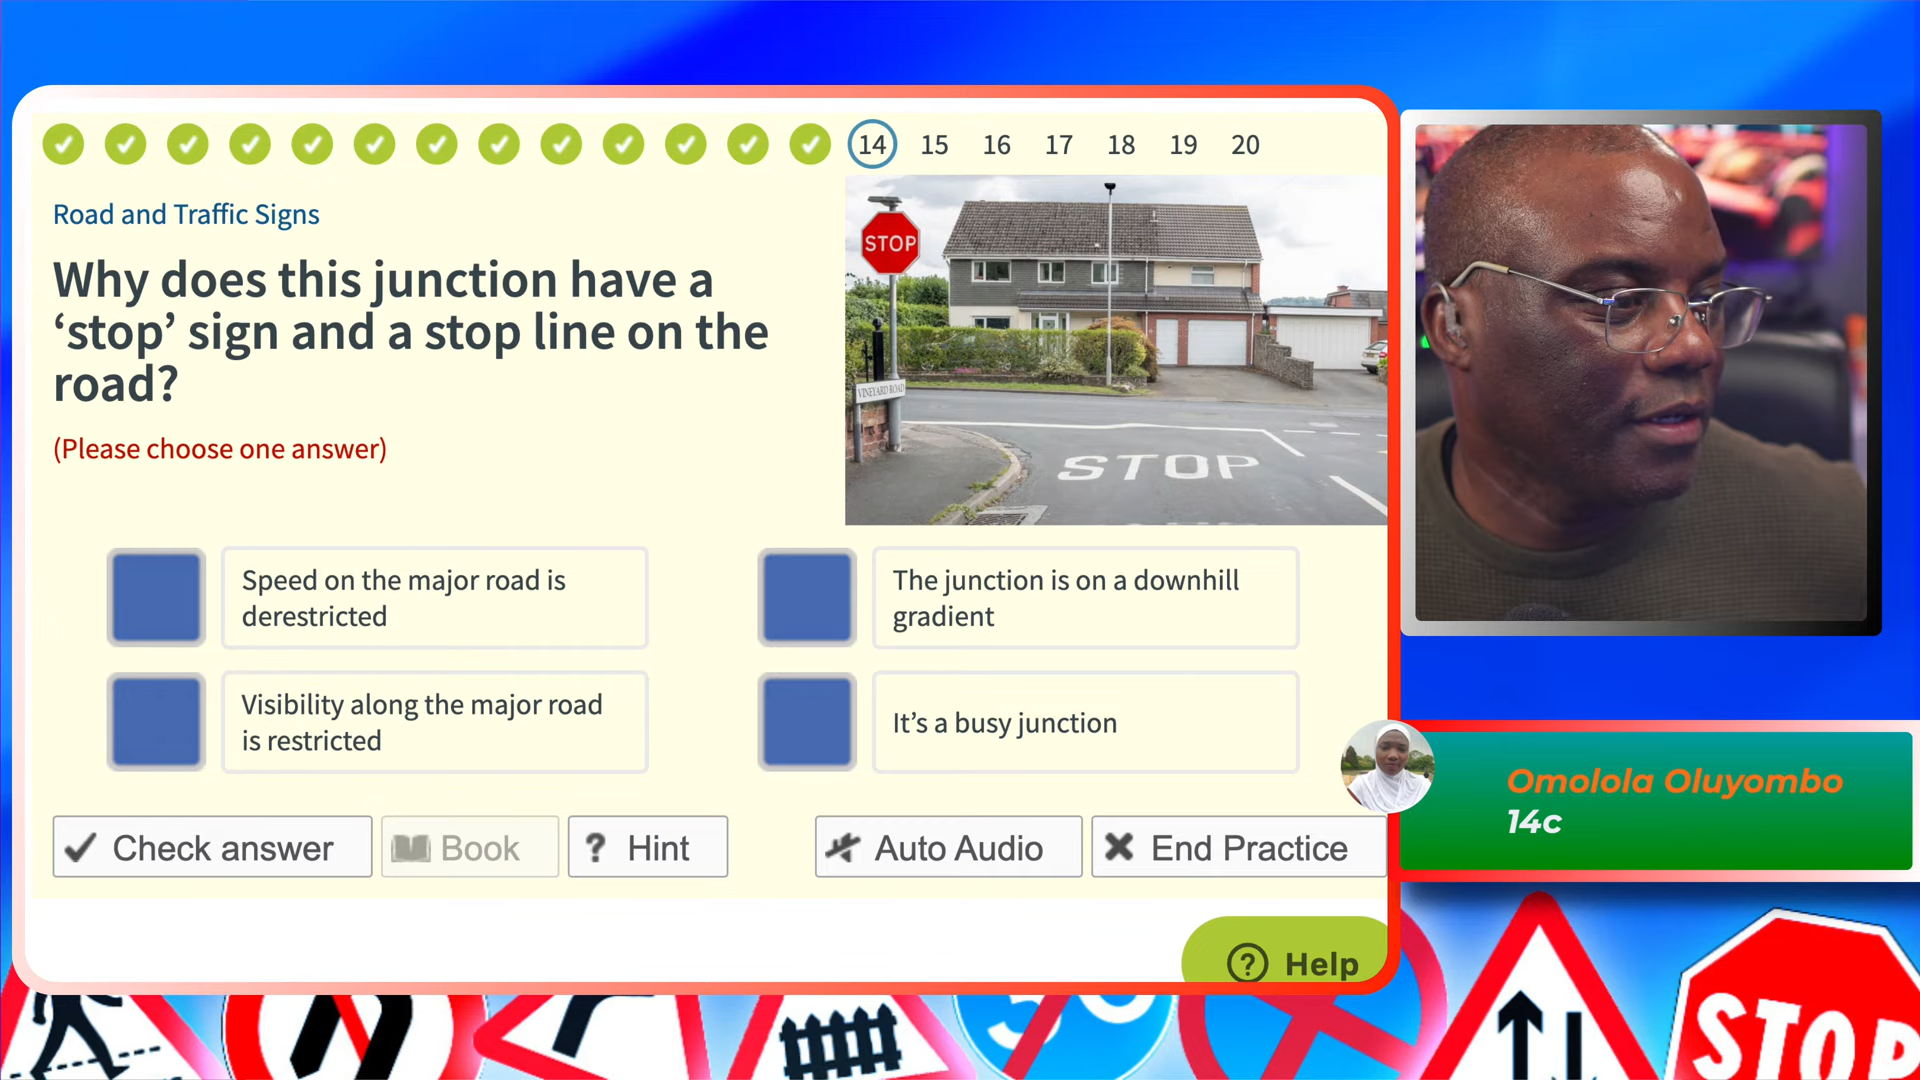 14 15 16 17 18 19 20
Road and Traffic Signs
Why does this junction have a
‘stop’ sign and a stop line on the
road?
(Please choose one answer)
STOP
VINEYARD ROAD
STOP
Speed on the major road is
derestricted
The junction is on a downhill
gradient
Visibility along the major road
is restricted
It’s a busy junction
Check answer
Book
? Hint
Auto Audio
End Practice
? Help
Omolola Oluyombo
14c
STOP